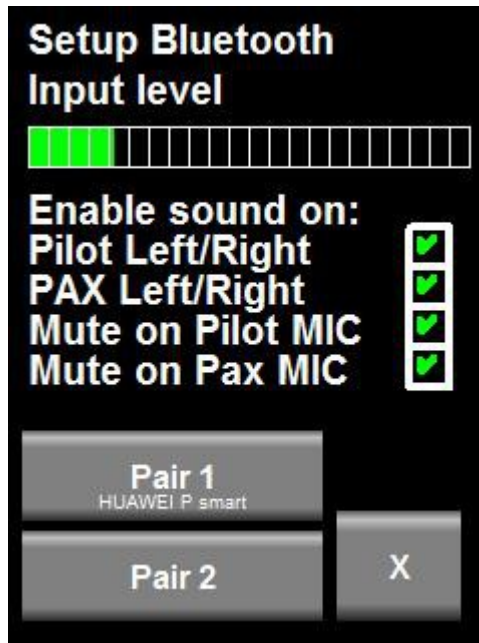 Setup Bluetooth
Input level
Enable sound on:
Pilot Left/Right
PAX Left/Right
Mute on Pilot MIC
Mute on Pax MIC
Pair 1
HUAWEI P smart
Pair 2
X